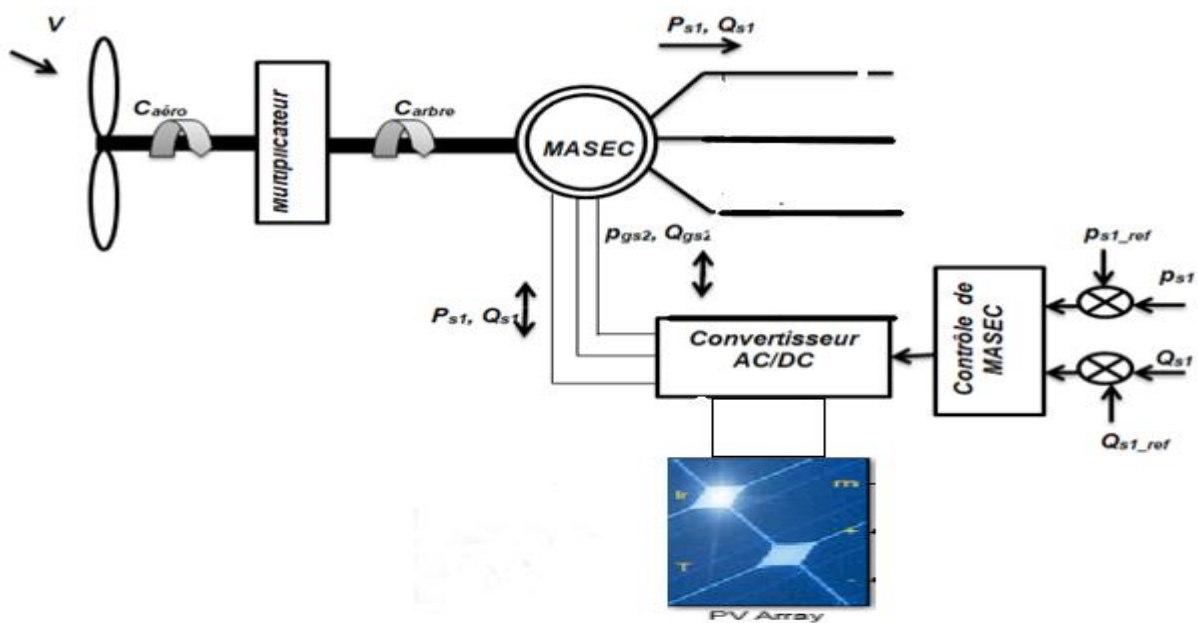 V
Caéro
Multiplicateur
Carbre
MASEC
Ps1, Qs1
pgs2, Qgs2
Ps1, Qs1
Convertisseur
AC/DC
Contrôle de
MASEC
ps1_ref
ps1
Qs1
Qs1_ref
Ir
m
+
T
-
PV Array